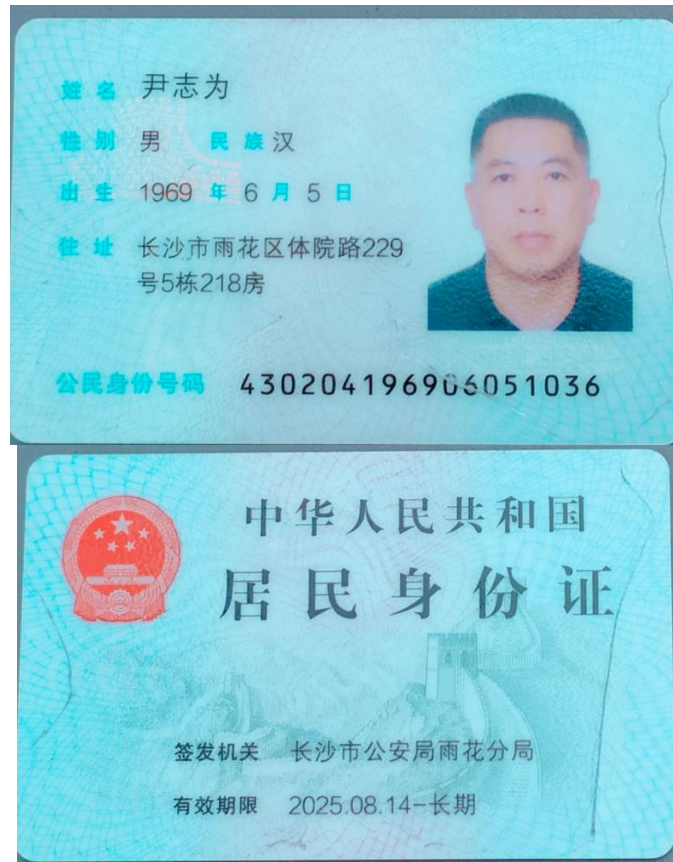 姓名 尹志为
性别 男 民族 汉
出生 1969 年 6 月 5 日
住址 长沙市雨花区体院路229
号5栋218房
公民身份号码 430204196906051036
中华人民共和国
居民身份证
签发机关 长沙市公安局雨花分局
有效期限 2025.08.14-长期